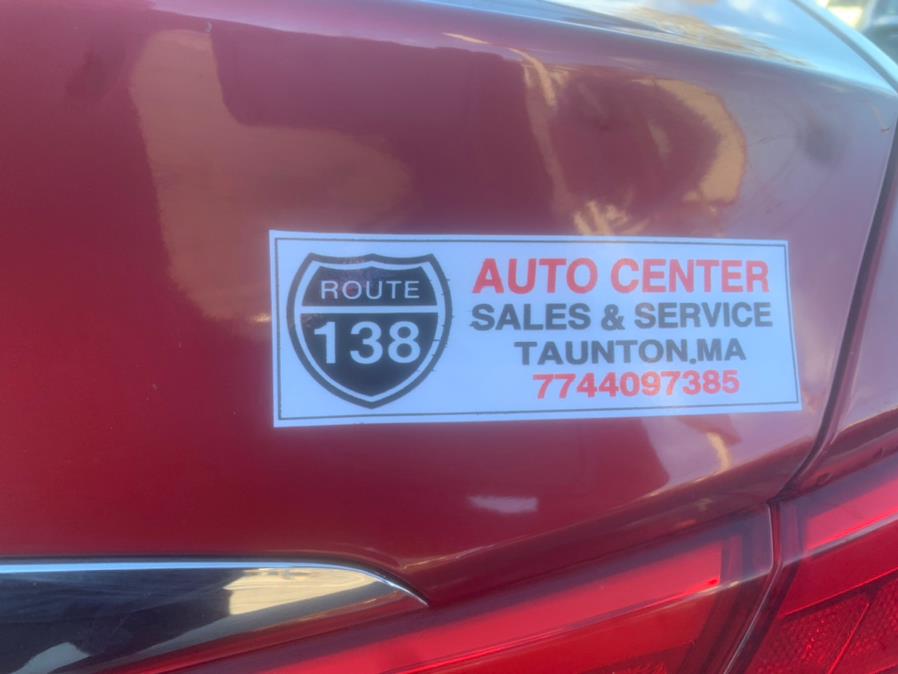 ROUTE
138
AUTO CENTER
SALES & SERVICE
TAUNTON.MA
7744097385